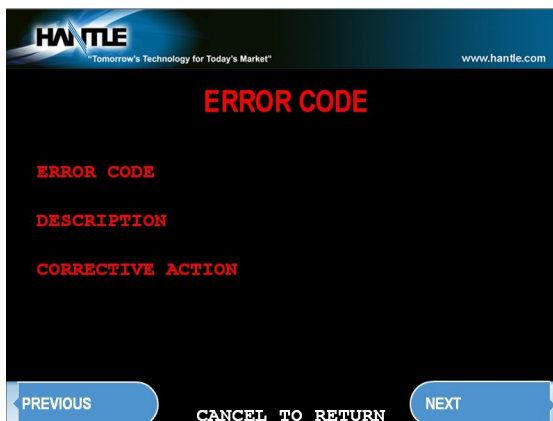 HANTLE
"Tomorrow's Technology for Today's Market"
www.hantle.com
ERROR CODE
ERROR CODE
DESCRIPTION
CORRECTIVE ACTION
PREVIOUS
CANCEL TO RETURN
NEXT